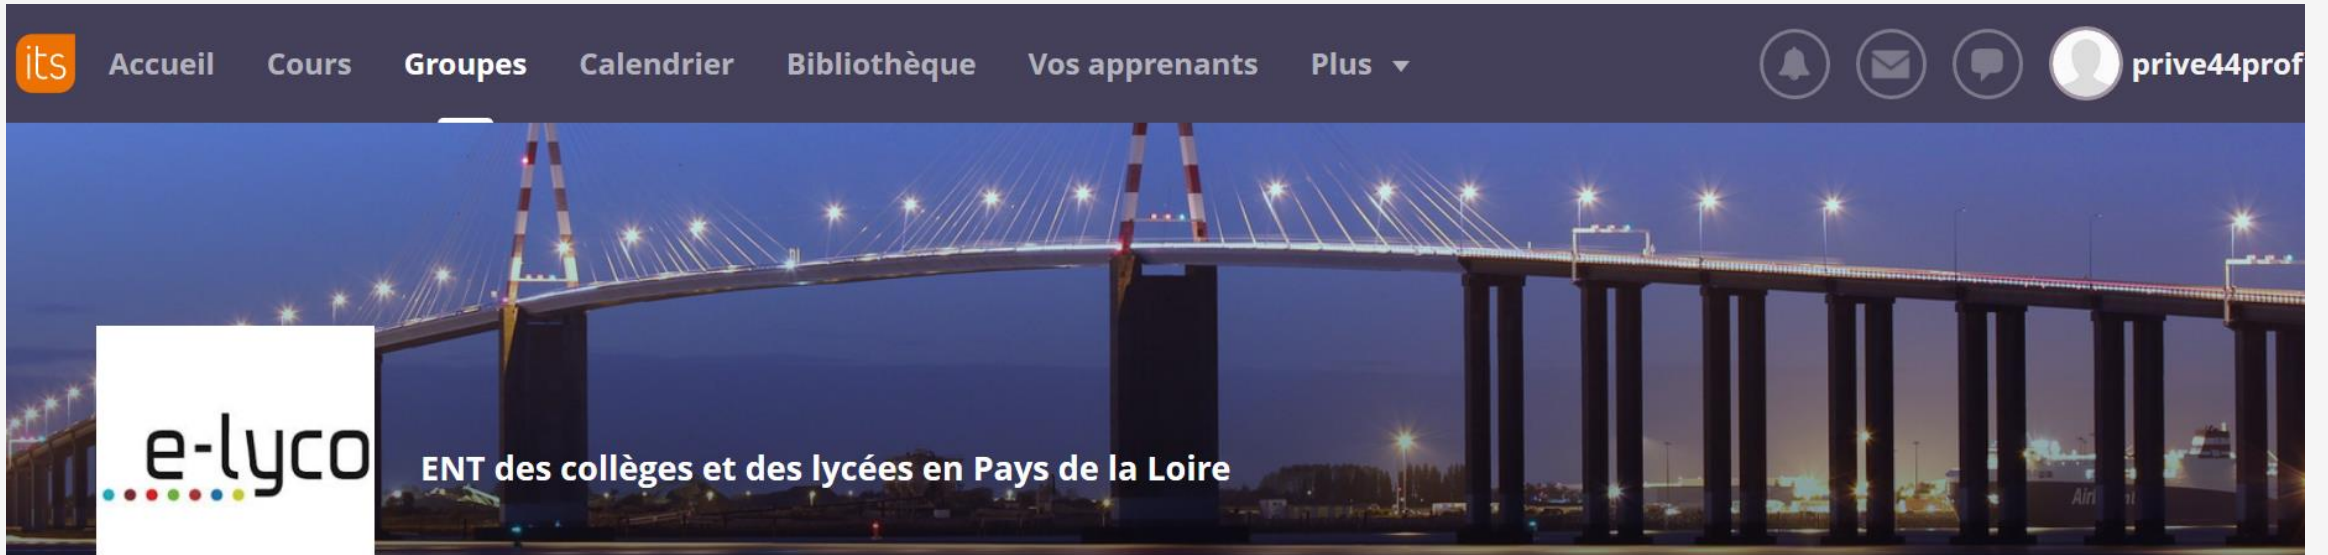 its Accueil Cours Groupes Calendrier Bibliothèque Vos apprenants Plus prive44prof
e-lyco
ENT des collèges et des lycées en Pays de la Loire